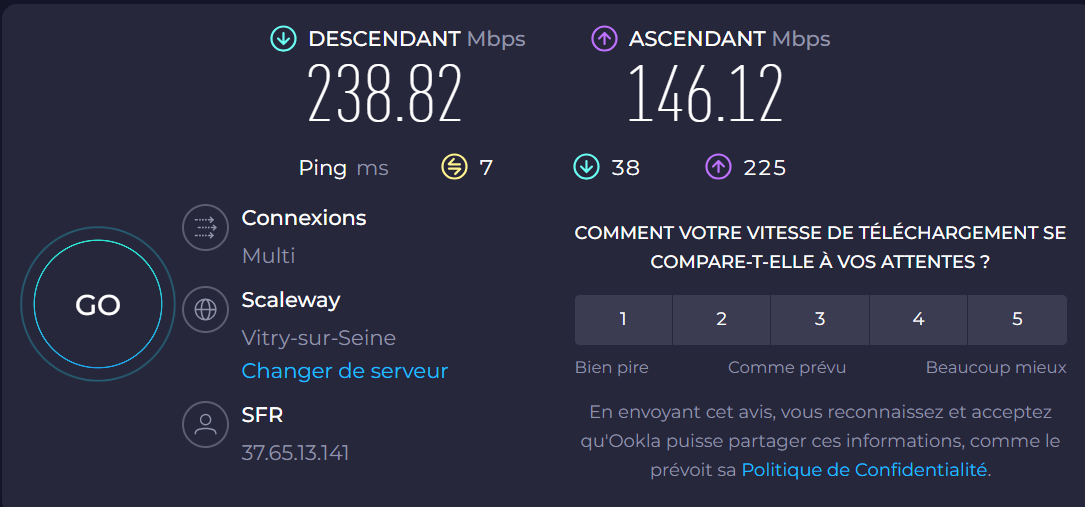 DESCENDANT Mbps
238.82
ASCENDANT Mbps
146.12
Ping ms 7 38 225
GO
Connexions
Multi
Scaleway
Vitry-sur-Seine
Changer de serveur
SFR
37.65.13.141
COMMENT VOTRE VITESSE DE TÉLÉCHARGEMENT SE
COMPARE-T-ELLE À VOS ATTENTES ?
1 2 3 4 5
Bien pire Comme prévu Beaucoup mieux
En envoyant cet avis, vous reconnaissez et acceptez
qu'Ookla puisse partager ces informations, comme le
prévoit sa Politique de Confidentialité.